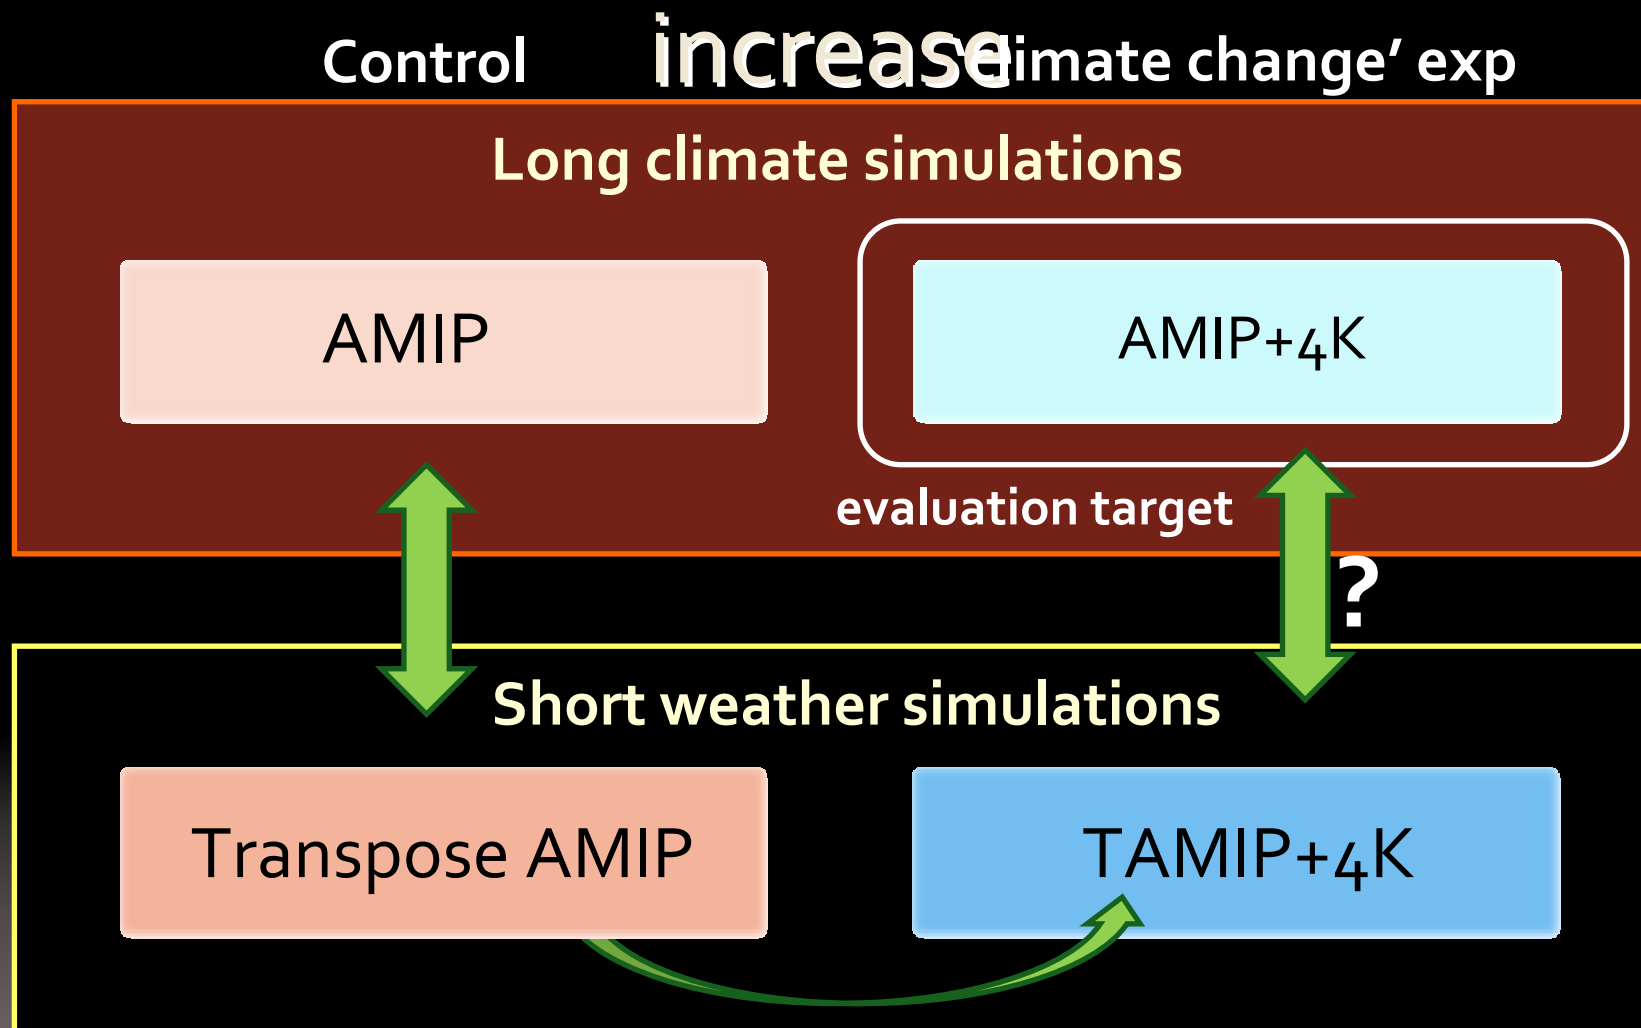 increase
Control
‘climate change’ exp
Long climate simulations
AMIP
AMIP+4K
evaluation target
?
Short weather simulations
Transpose AMIP
TAMIP+4K